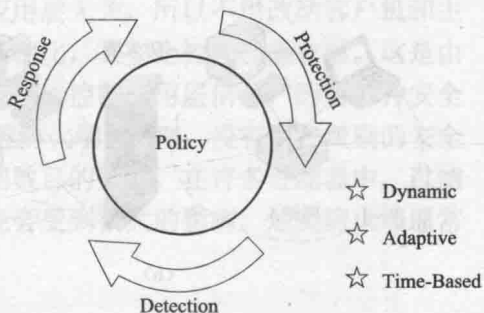 Response
Protection
Policy
Detection
☆ Dynamic
☆ Adaptive
☆ Time-Based